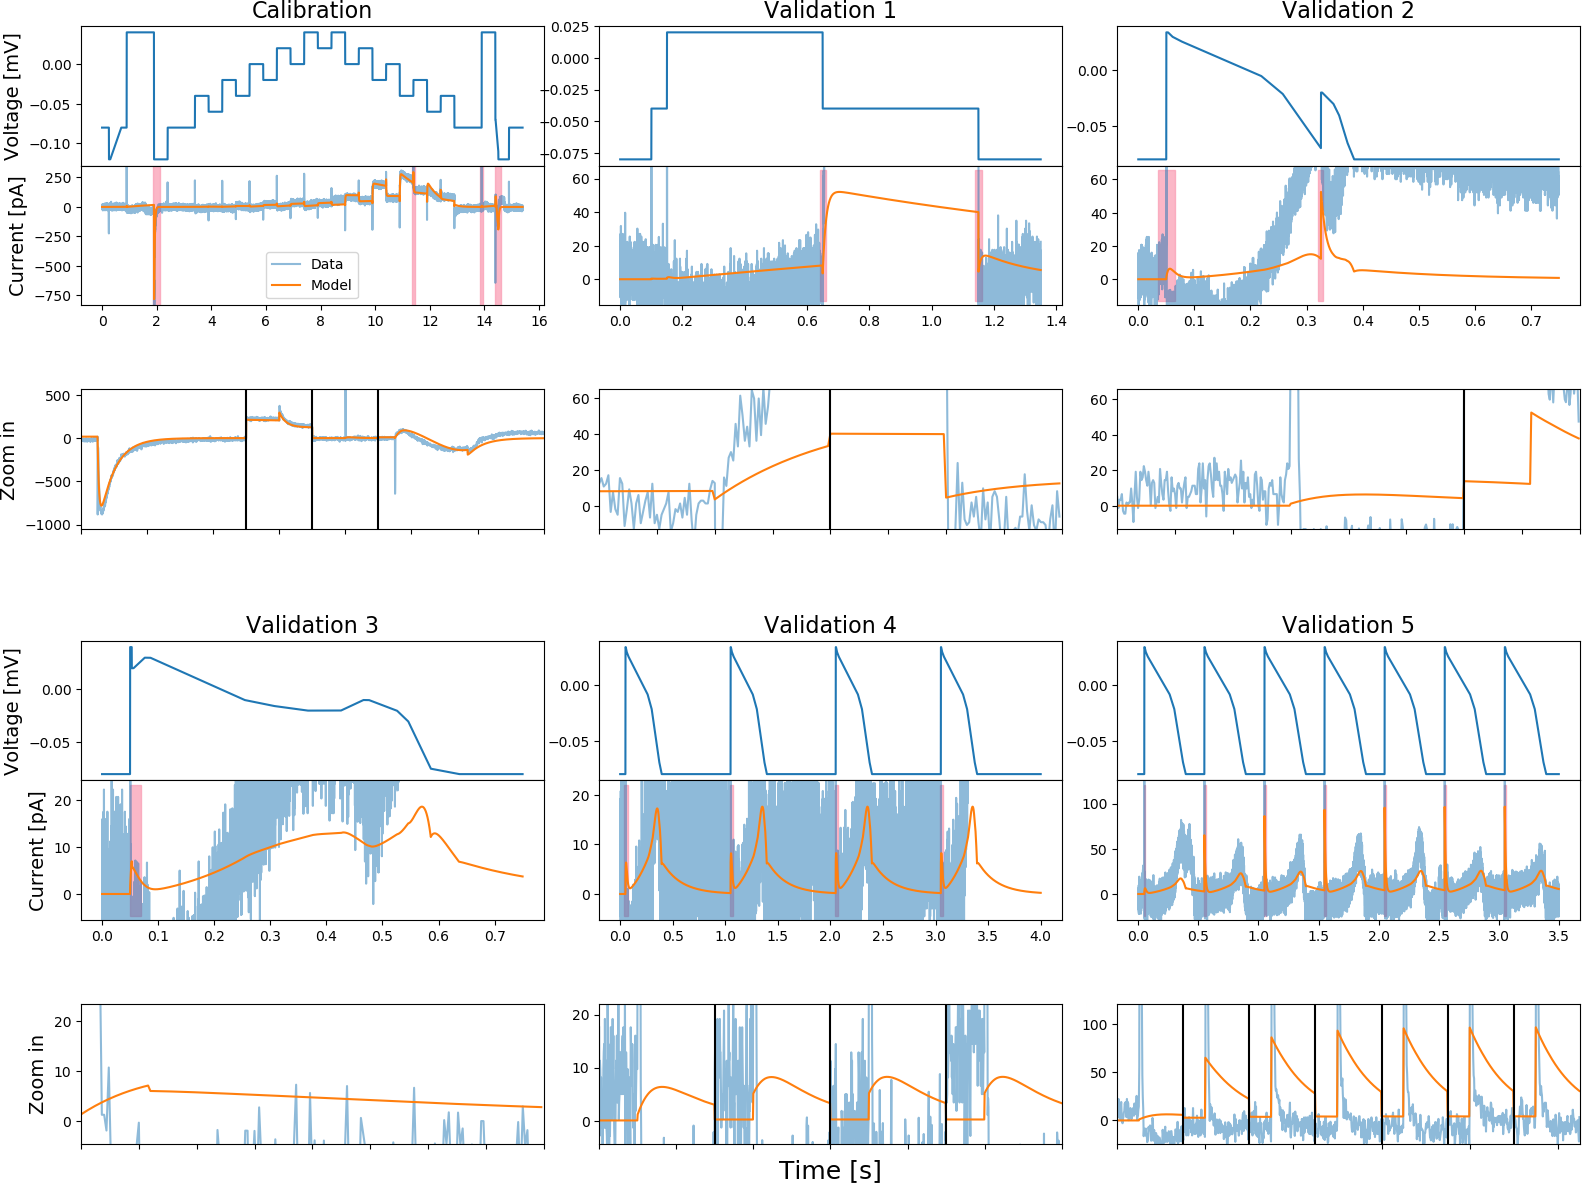 Calibration
Validation 1
Validation 2
Voltage [mV]
0.00
−0.05
−0.10
0.025
0.000
−0.025
−0.050
−0.075
0.00
−0.05
Current [pA]
250
0
−250
−500
−750
Data
Model
60
40
20
0
60
40
20
0
0 2 4 6 8 10 12 14 16
0.0 0.2 0.4 0.6 0.8 1.0 1.2 1.4
0.0 0.1 0.2 0.3 0.4 0.5 0.6 0.7
Zoom in
500
0
−500
−1000
60
40
20
0
60
40
20
0
Validation 3
Validation 4
Validation 5
Voltage [mV]
0.00
−0.05
0.00
−0.05
0.00
−0.05
Current [pA]
20
10
0
20
10
0
100
50
0
0.0 0.1 0.2 0.3 0.4 0.5 0.6 0.7
0.0 0.5 1.0 1.5 2.0 2.5 3.0 3.5 4.0
0.0 0.5 1.0 1.5 2.0 2.5 3.0 3.5
Zoom in
20
10
0
20
10
0
100
50
0
Time [s]